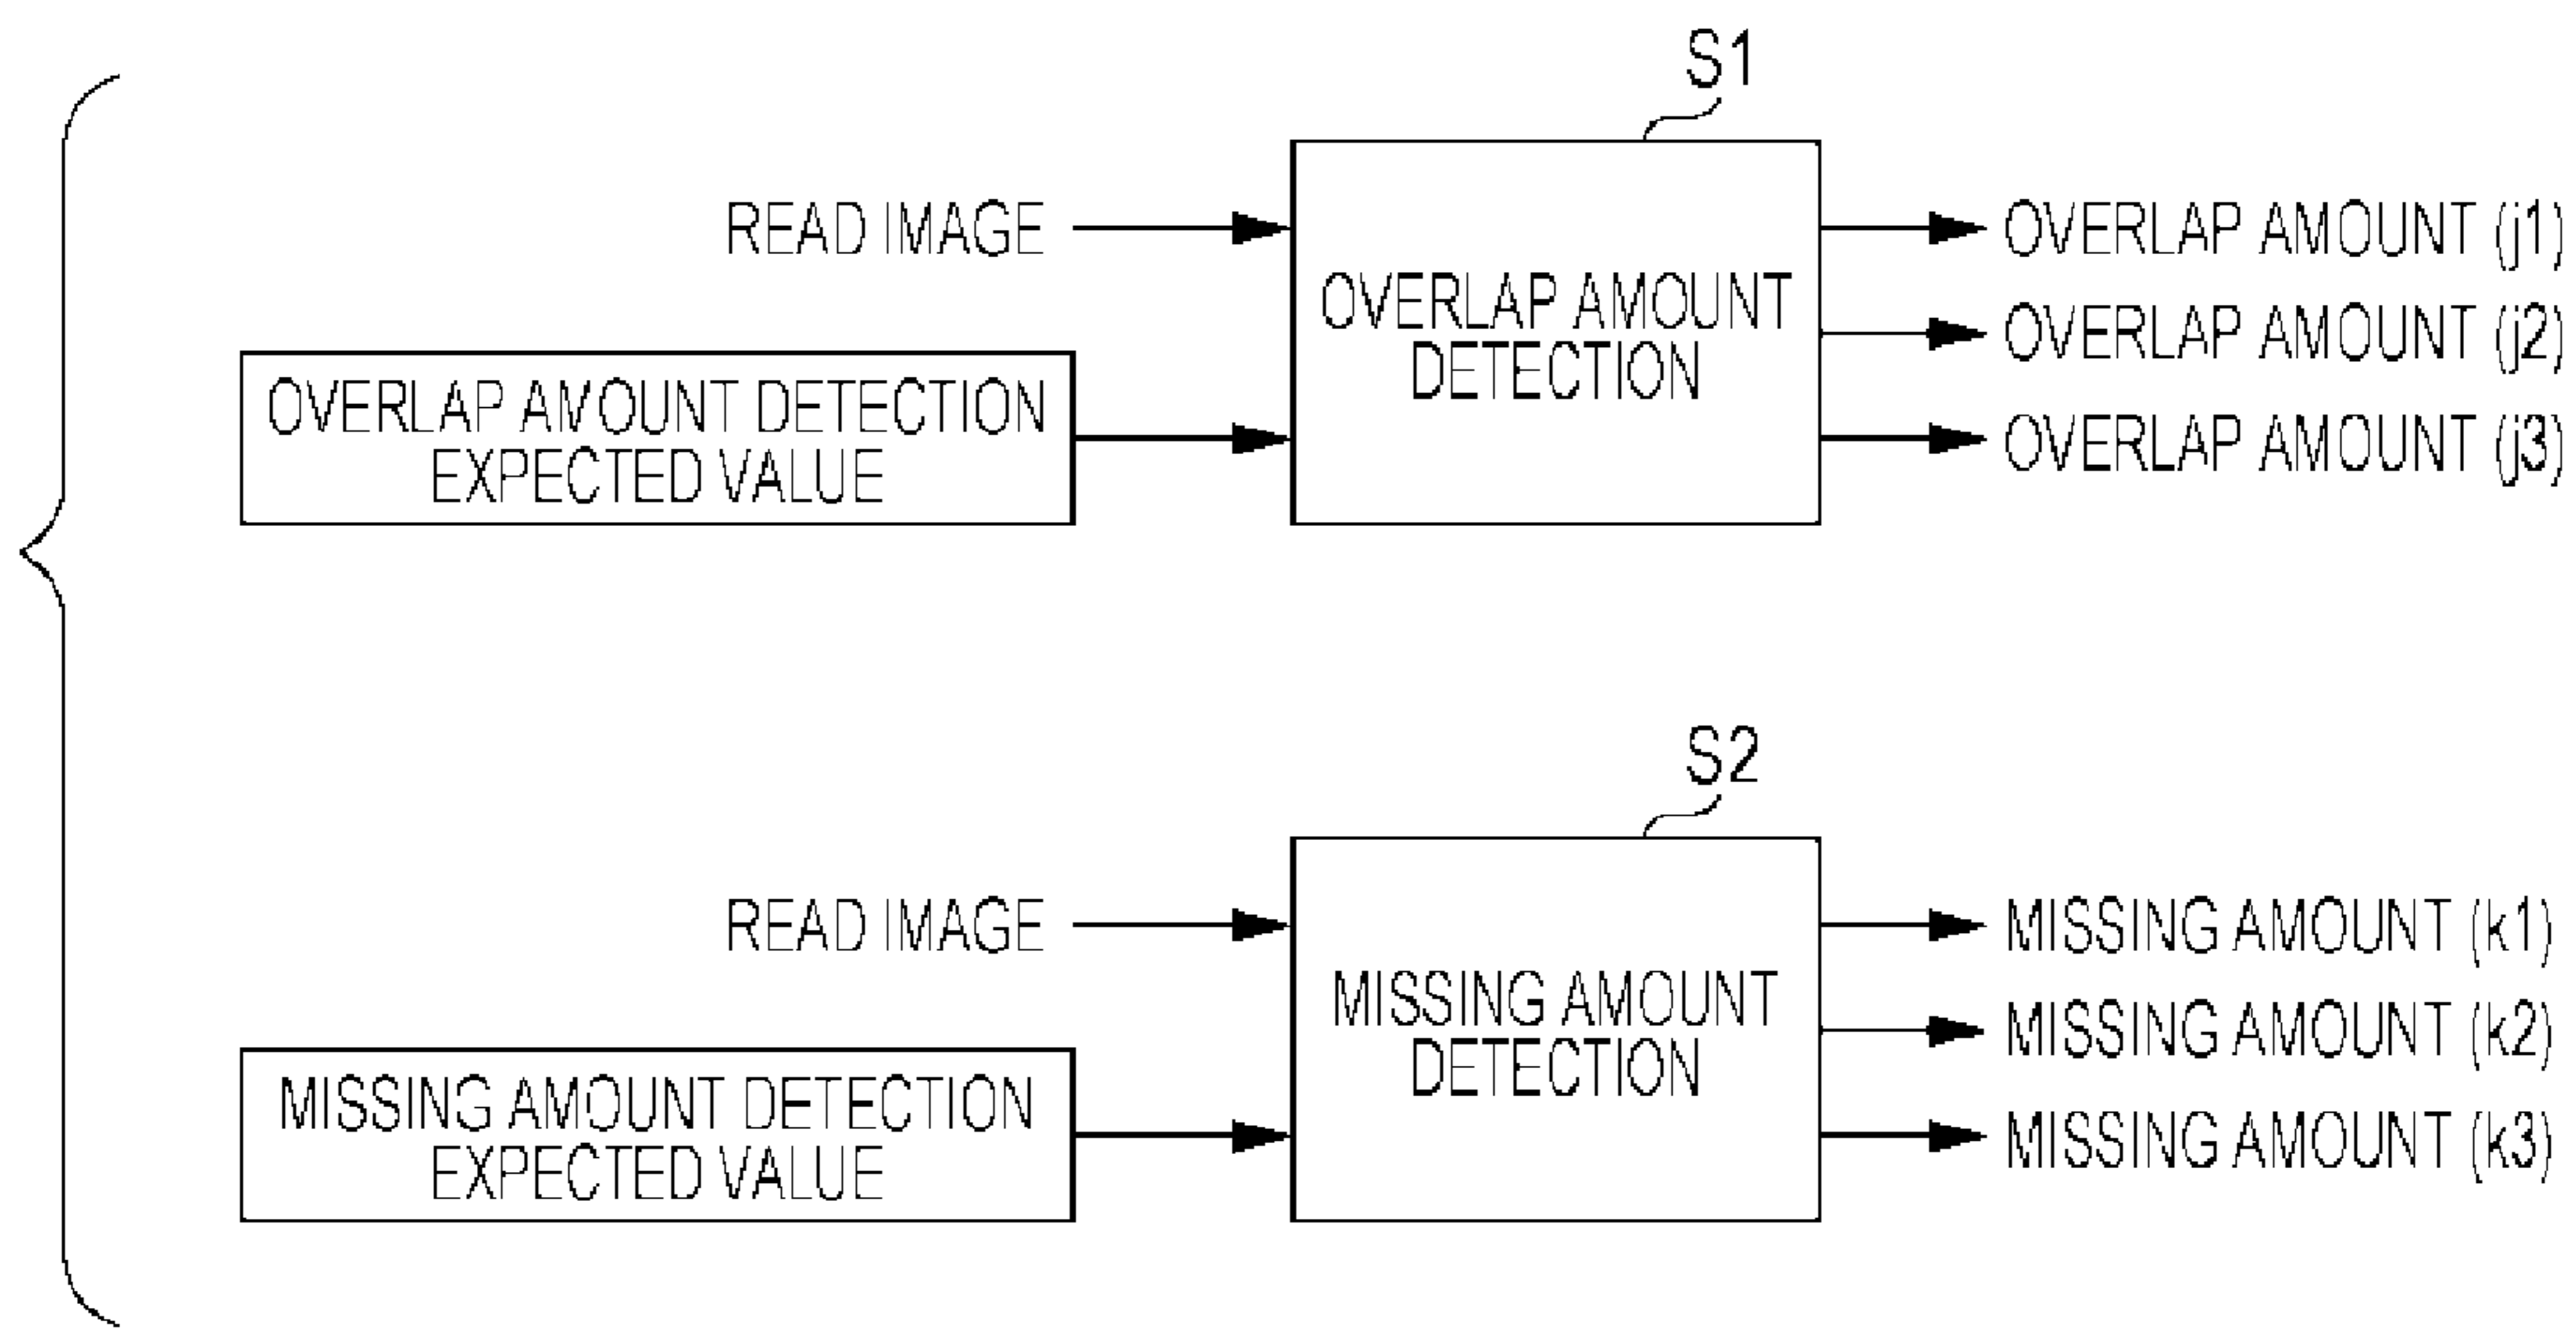 S1
READ IMAGE
OVERLAP AMOUNT DETECTION
EXPECTED VALUE
OVERLAP AMOUNT
DETECTION
OVERLAP AMOUNT (j1)
OVERLAP AMOUNT (j2)
OVERLAP AMOUNT (j3)
S2
READ IMAGE
MISSING AMOUNT DETECTION
EXPECTED VALUE
MISSING AMOUNT
DETECTION
MISSING AMOUNT (k1)
MISSING AMOUNT (k2)
MISSING AMOUNT (k3)